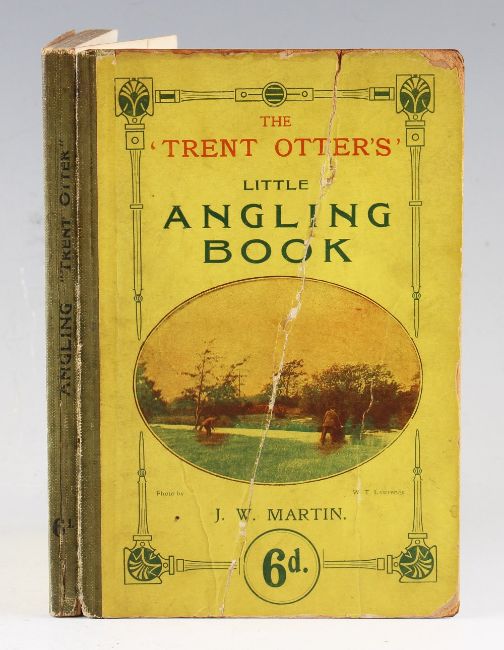 THE
'TRENT OTTER'S'
LITTLE
ANGLING
BOOK
Photo by W. T. Lawrence
J. W. MARTIN.
6d.
ANGLING "TRENT OTTER"
6d.